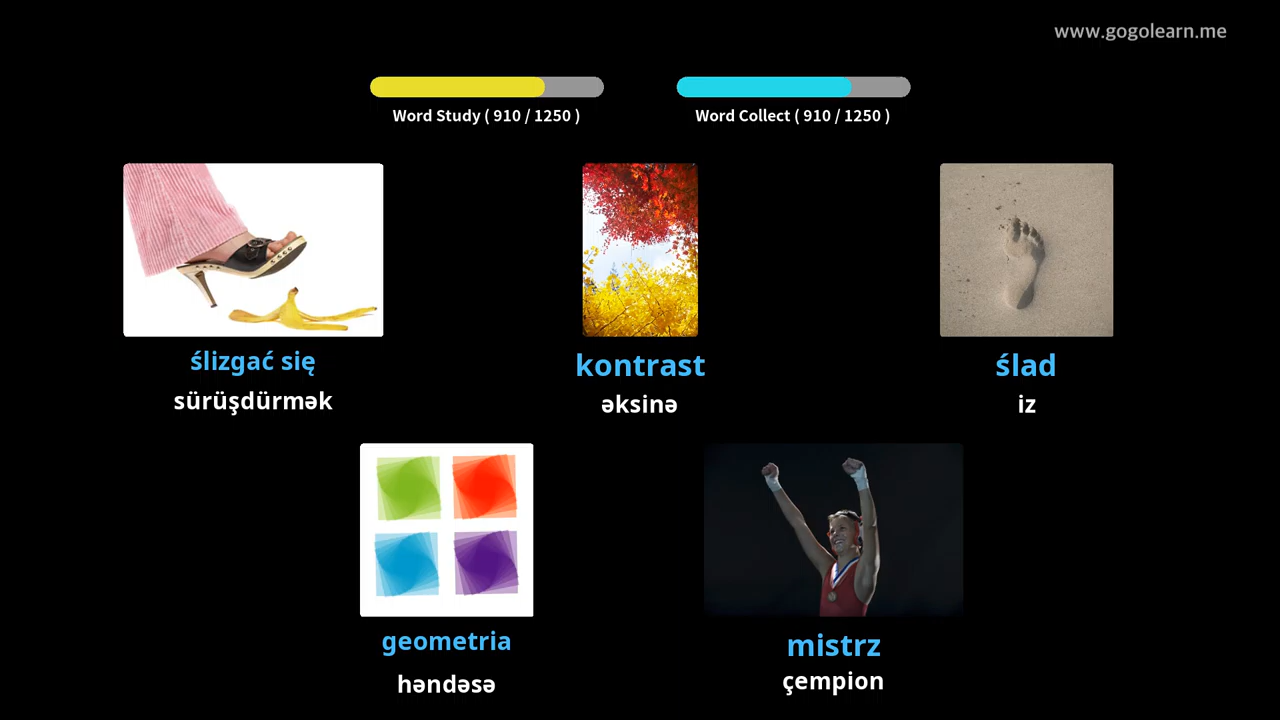 www.gogolearn.me
Word Study ( 910 / 1250 )
Word Collect ( 910 / 1250 )
ślizgać się
sürüşdürmək
kontrast
əksinə
ślad
iz
geometria
həndəsə
mistrz
çempion